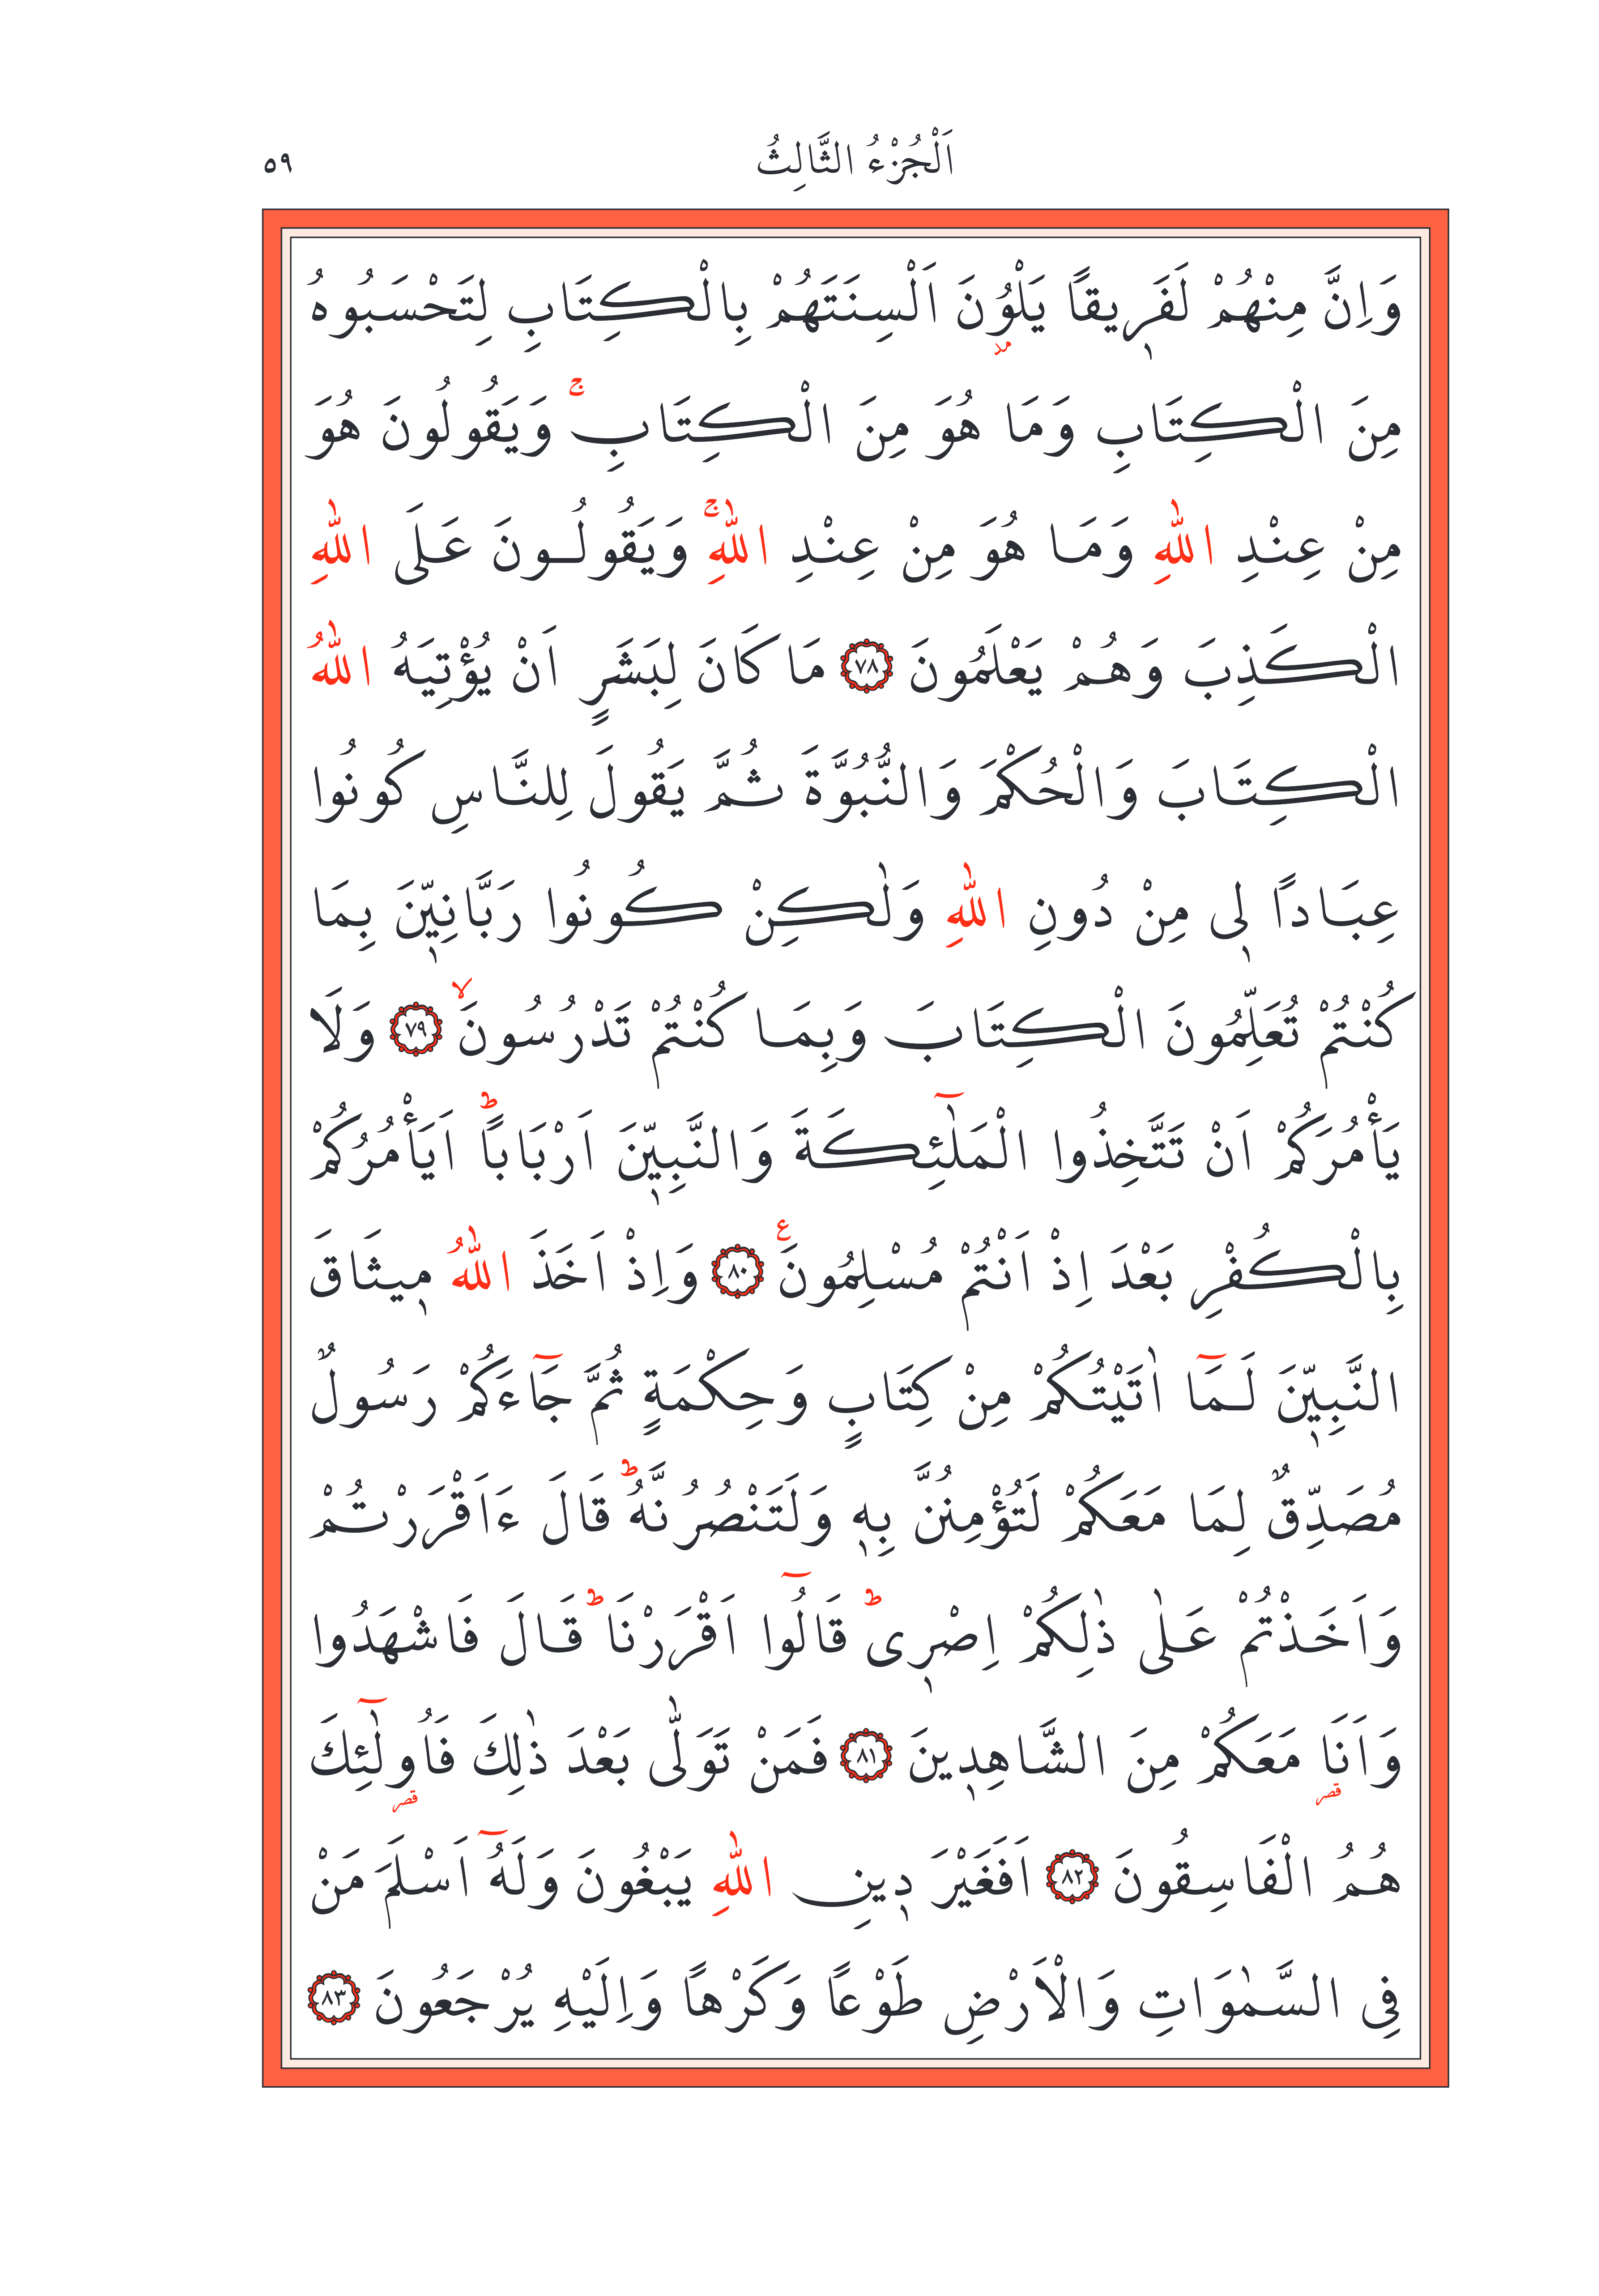 اَلْجُزْءُ الثَّالِثُ ٥٩
وَاِنَّ مِنْهُمْ لَفَرٖيقًا يَلْوُ۫نَ اَلْسِنَتَهُمْ بِالْكِتَابِ لِتَحْسَبُوهُ
مِنَ الْكِتَابِ وَمَا هُوَ مِنَ الْكِتَابِۚ وَيَقُولُونَ هُوَ
مِنْ عِنْدِ اللّٰهِ وَمَا هُوَ مِنْ عِنْدِ اللّٰهِۚ وَيَقُولُونَ عَلَى اللّٰهِ
الْكَذِبَ وَهُمْ يَعْلَمُونَ ﴿٧٨﴾ مَا كَانَ لِبَشَرٍ اَنْ يُؤْتِيَهُ اللّٰهُ
الْكِتَابَ وَالْحُكْمَ وَالنُّبُوَّةَ ثُمَّ يَقُولَ لِلنَّاسِ كُونُوا
عِبَادًا لٖى مِنْ دُونِ اللّٰهِ وَلٰكِنْ كُونُوا رَبَّانِيّٖنَ بِمَا
كُنْتُمْ تُعَلِّمُونَ الْكِتَابَ وَبِمَا كُنْتُمْ تَدْرُسُونَۙ ﴿٧٩﴾ وَلَا
يَأْمُرَكُمْ اَنْ تَتَّخِذُوا الْمَلٰٓئِكَةَ وَالنَّبِيّٖنَ اَرْبَابًاؕ اَيَأْمُرُكُمْ
بِالْكُفْرِ بَعْدَ اِذْ اَنْتُمْ مُسْلِمُونَࣖ ﴿٨٠﴾ وَاِذْ اَخَذَ اللّٰهُ مٖيثَاقَ
النَّبِيّٖنَ لَمَٓا اٰتَيْتُكُمْ مِنْ كِتَابٍ وَحِكْمَةٍ ثُمَّ جَٓاءَكُمْ رَسُولٌ
مُصَدِّقٌ لِمَا مَعَكُمْ لَتُؤْمِنُنَّ بِهٖ وَلَتَنْصُرُنَّهُؕ قَالَ ءَاَقْرَرْتُمْ
وَاَخَذْتُمْ عَلٰى ذٰلِكُمْ اِصْرٖىؕ قَالُٓوا اَقْرَرْنَاؕ قَالَ فَاشْهَدُوا
وَاَنَا۬ مَعَكُمْ مِنَ الشَّاهِدٖينَ ﴿٨١﴾ فَمَنْ تَوَلّٰى بَعْدَ ذٰلِكَ فَاُو۬لٰٓئِكَ
هُمُ الْفَاسِقُونَ ﴿٨٢﴾ اَفَغَيْرَ دٖينِ اللّٰهِ يَبْغُونَ وَلَهُٓ اَسْلَمَ مَنْ
فِى السَّمٰوَاتِ وَالْاَرْضِ طَوْعًا وَكَرْهًا وَاِلَيْهِ يُرْجَعُونَ ﴿٨٣﴾